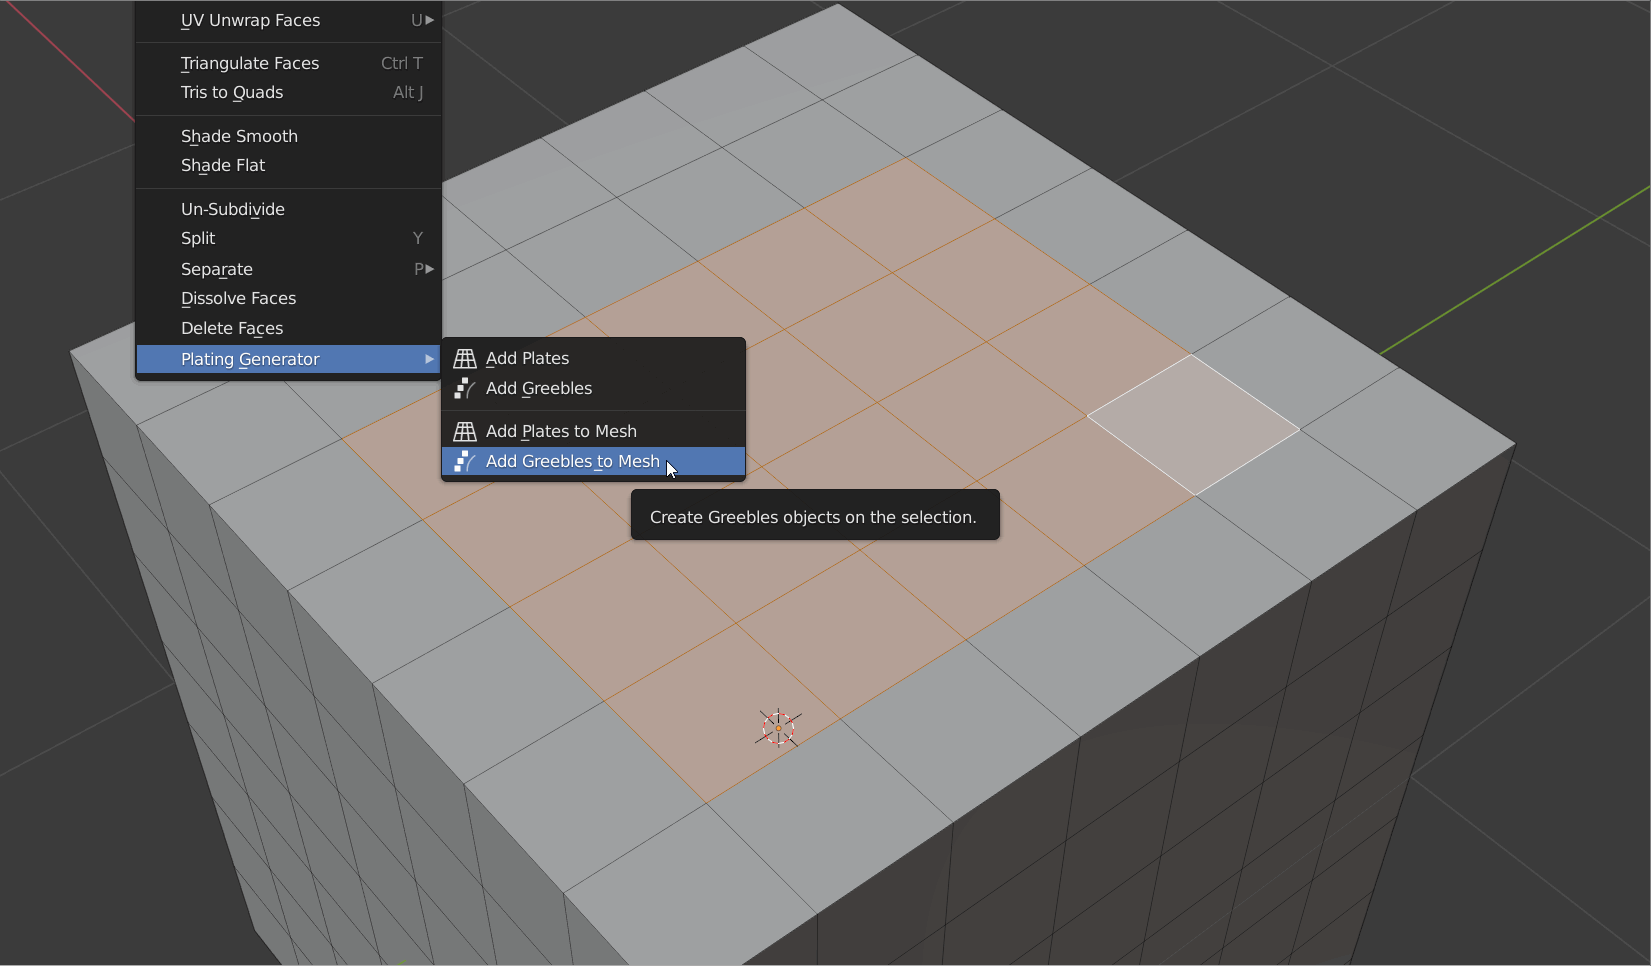 UV Unwrap Faces U
Triangulate Faces Ctrl T
Tris to Quads Alt J
Shade Smooth
Shade Flat
Un-Subdivide
Split Y
Separate P
Dissolve Faces
Delete Faces
Plating Generator
Add Plates
Add Greebles
Add Plates to Mesh
Add Greebles to Mesh
Create Greebles objects on the selection.